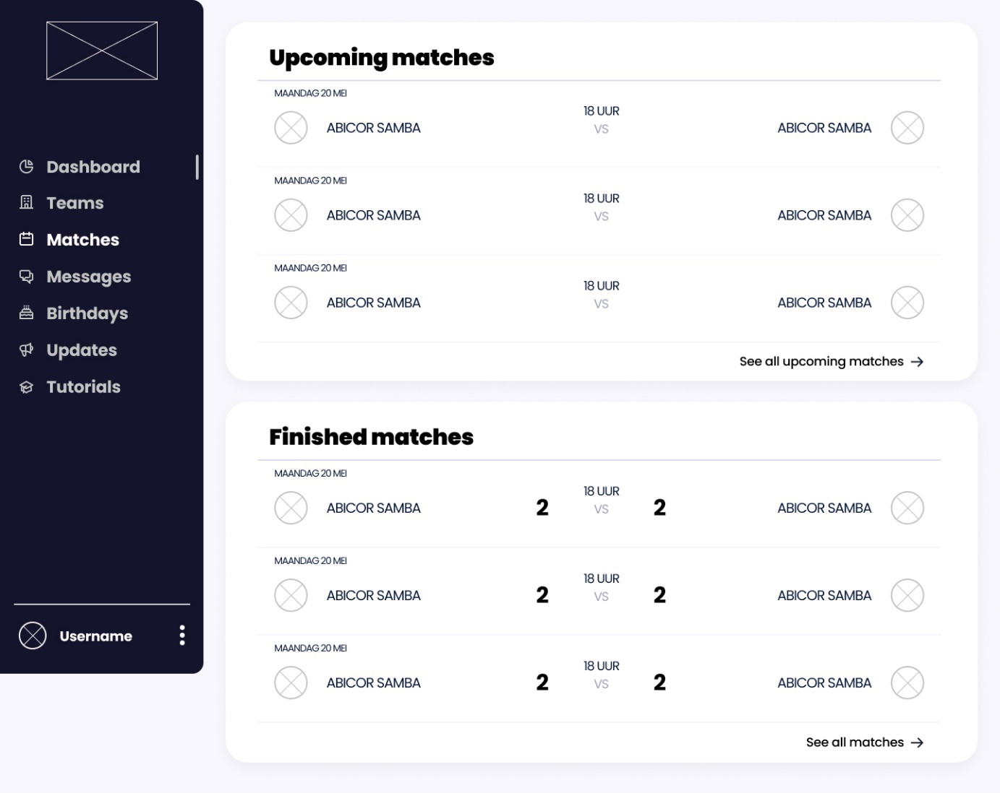 Dashboard
Teams
Matches
Messages
Birthdays
Updates
Tutorials
Username
Upcoming matches
MAANDAG 20 MEI
ABICOR SAMBA
18 UUR
VS
ABICOR SAMBA
MAANDAG 20 MEI
ABICOR SAMBA
18 UUR
VS
ABICOR SAMBA
MAANDAG 20 MEI
ABICOR SAMBA
18 UUR
VS
ABICOR SAMBA
See all upcoming matches
Finished matches
MAANDAG 20 MEI
ABICOR SAMBA
2
18 UUR
VS
2
ABICOR SAMBA
MAANDAG 20 MEI
ABICOR SAMBA
2
18 UUR
VS
2
ABICOR SAMBA
MAANDAG 20 MEI
ABICOR SAMBA
2
18 UUR
VS
2
ABICOR SAMBA
See all matches